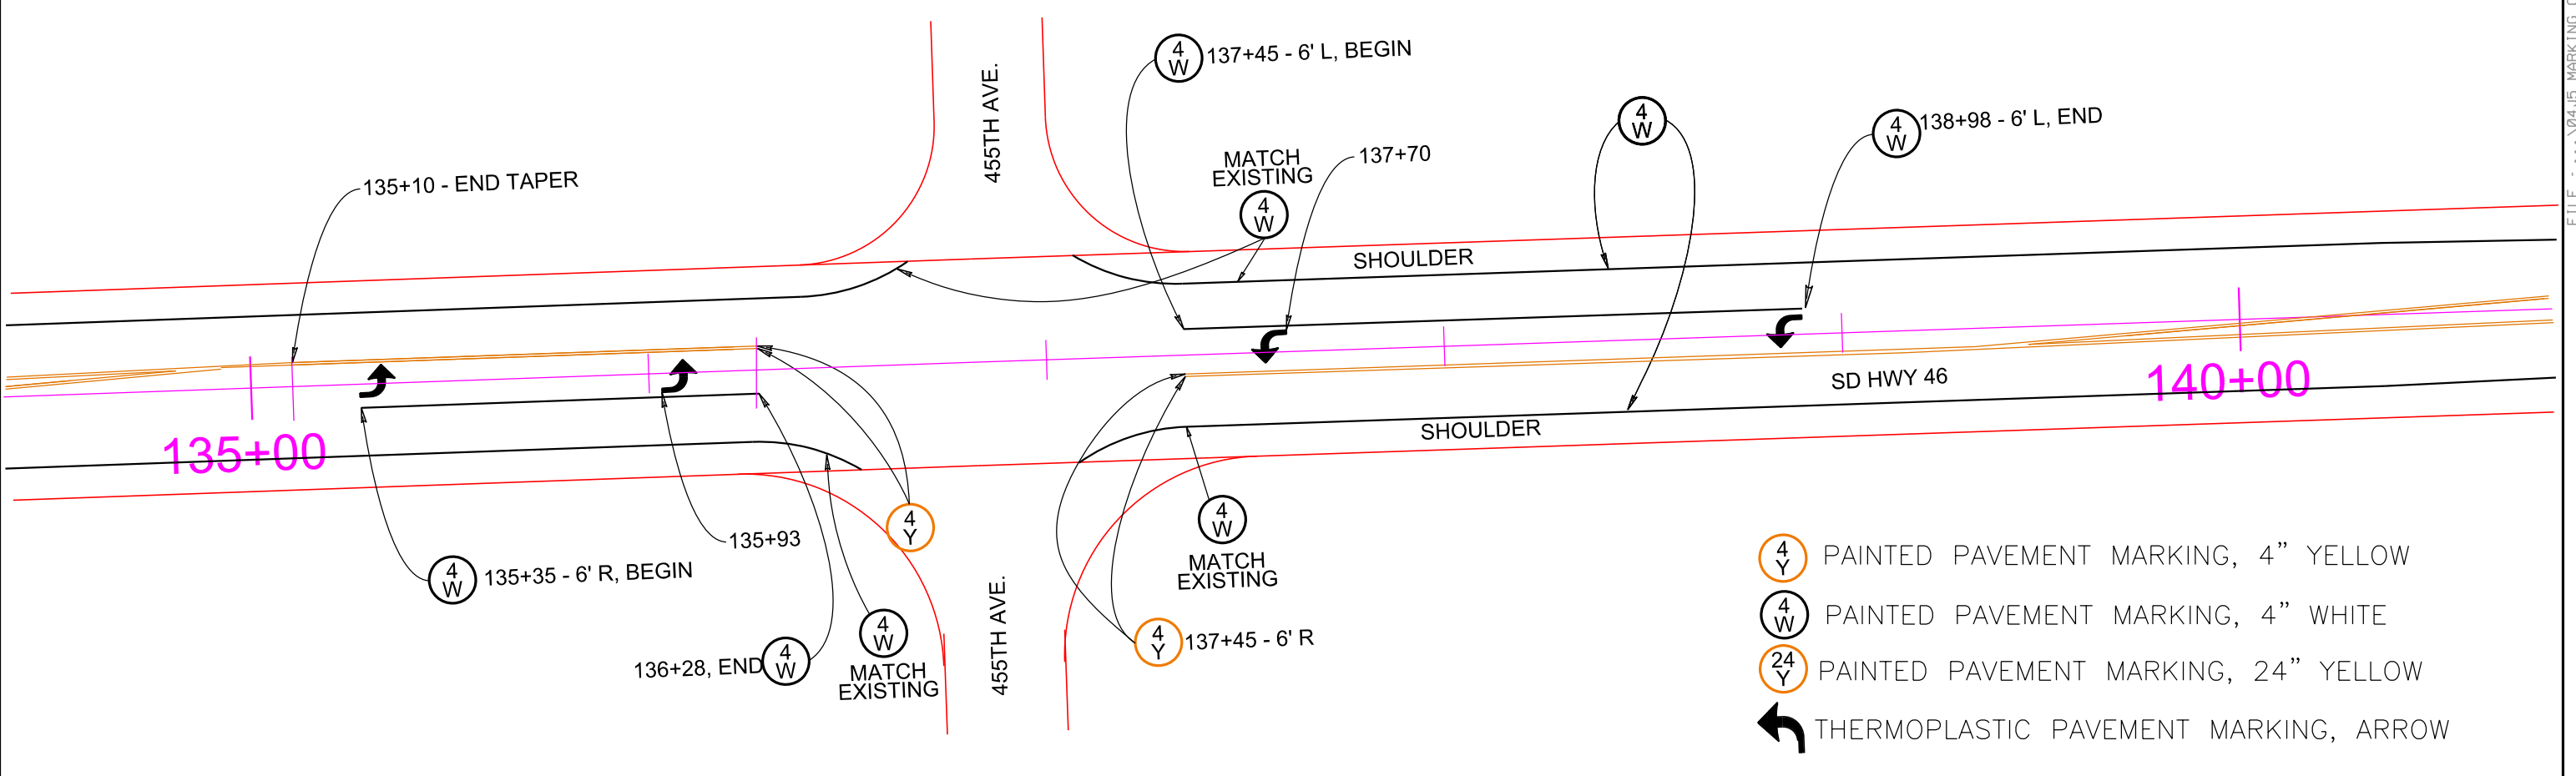 4
W
137+45 - 6' L, BEGIN
455TH AVE.
4
W
4
W
138+98 - 6' L, END
MATCH
EXISTING
4
W
137+70
135+10 - END TAPER
SHOULDER
SD HWY 46
140+00
135+00
SHOULDER
4
Y
135+93
4
W
MATCH
EXISTING
4
W
135+35 - 6' R, BEGIN
136+28, END
4
W
4
W
MATCH
EXISTING
455TH AVE.
4
Y
137+45 - 6' R
4
Y
PAINTED PAVEMENT MARKING, 4” YELLOW
4
W
PAINTED PAVEMENT MARKING, 4” WHITE
24
Y
PAINTED PAVEMENT MARKING, 24” YELLOW
THERMOPLASTIC PAVEMENT MARKING, ARROW